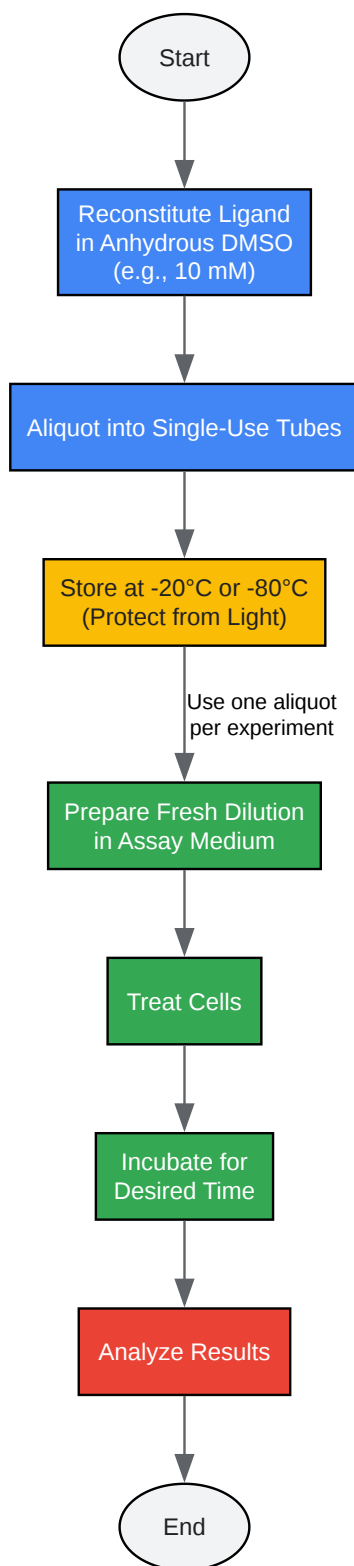 Start
Reconstitute Ligand
in Anhydrous DMSO
(e.g., 10 mM)
Aliquot into Single-Use Tubes
Store at -20°C or -80°C
(Protect from Light)
Use one aliquot
per experiment
Prepare Fresh Dilution
in Assay Medium
Treat Cells
Incubate for
Desired Time
Analyze Results
End